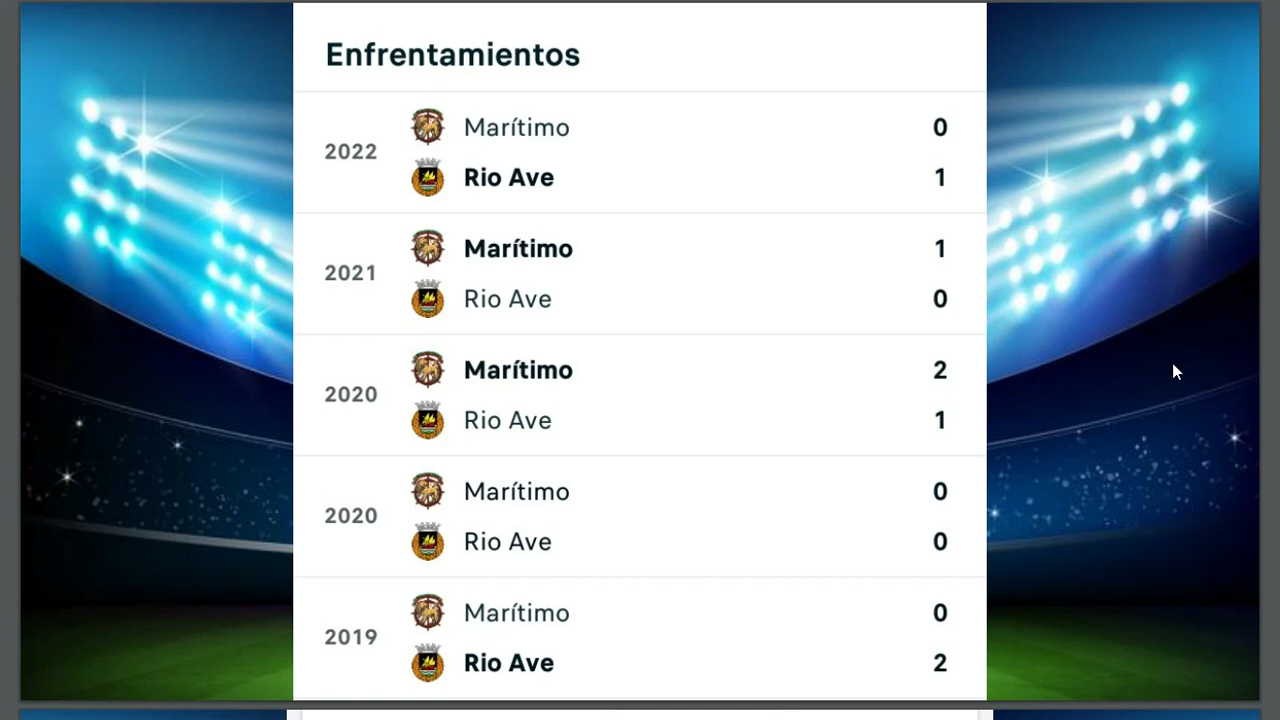 Enfrentamientos
2022
Marítimo 0
Rio Ave 1
2021
Marítimo 1
Rio Ave 0
2020
Marítimo 2
Rio Ave 1
2020
Marítimo 0
Rio Ave 0
2019
Marítimo 0
Rio Ave 2